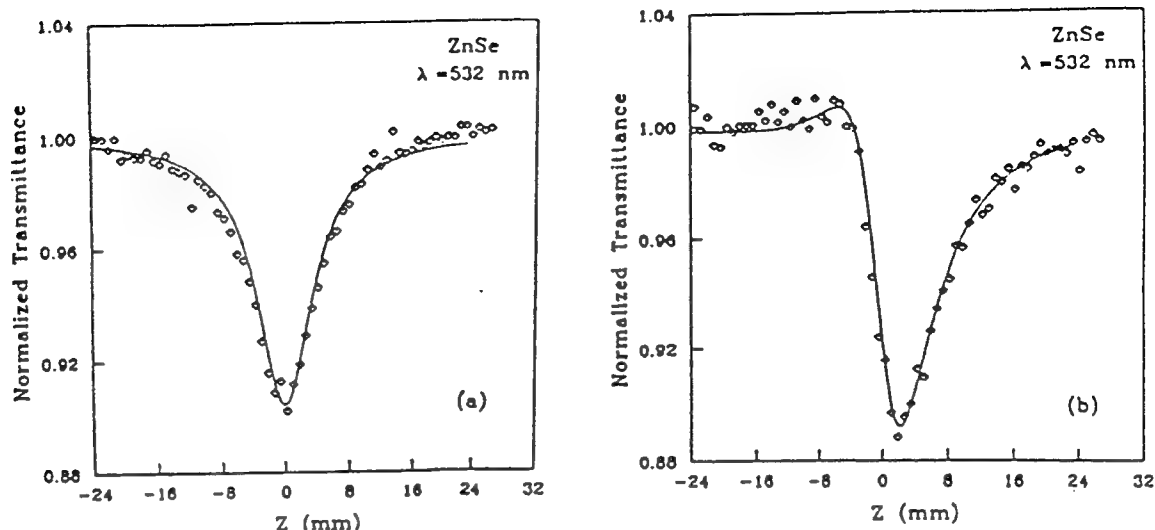 1.04
1.00
0.96
0.92
0.88
Normalized Transmittance
ZnSe
λ = 532 nm
(a)
-24 -16 -8 0 8 16 24 32
Z (mm)
1.04
1.00
0.96
0.92
0.88
Normalized Transmittance
ZnSe
λ = 532 nm
(b)
-24 -16 -8 0 8 16 24 32
Z (mm)